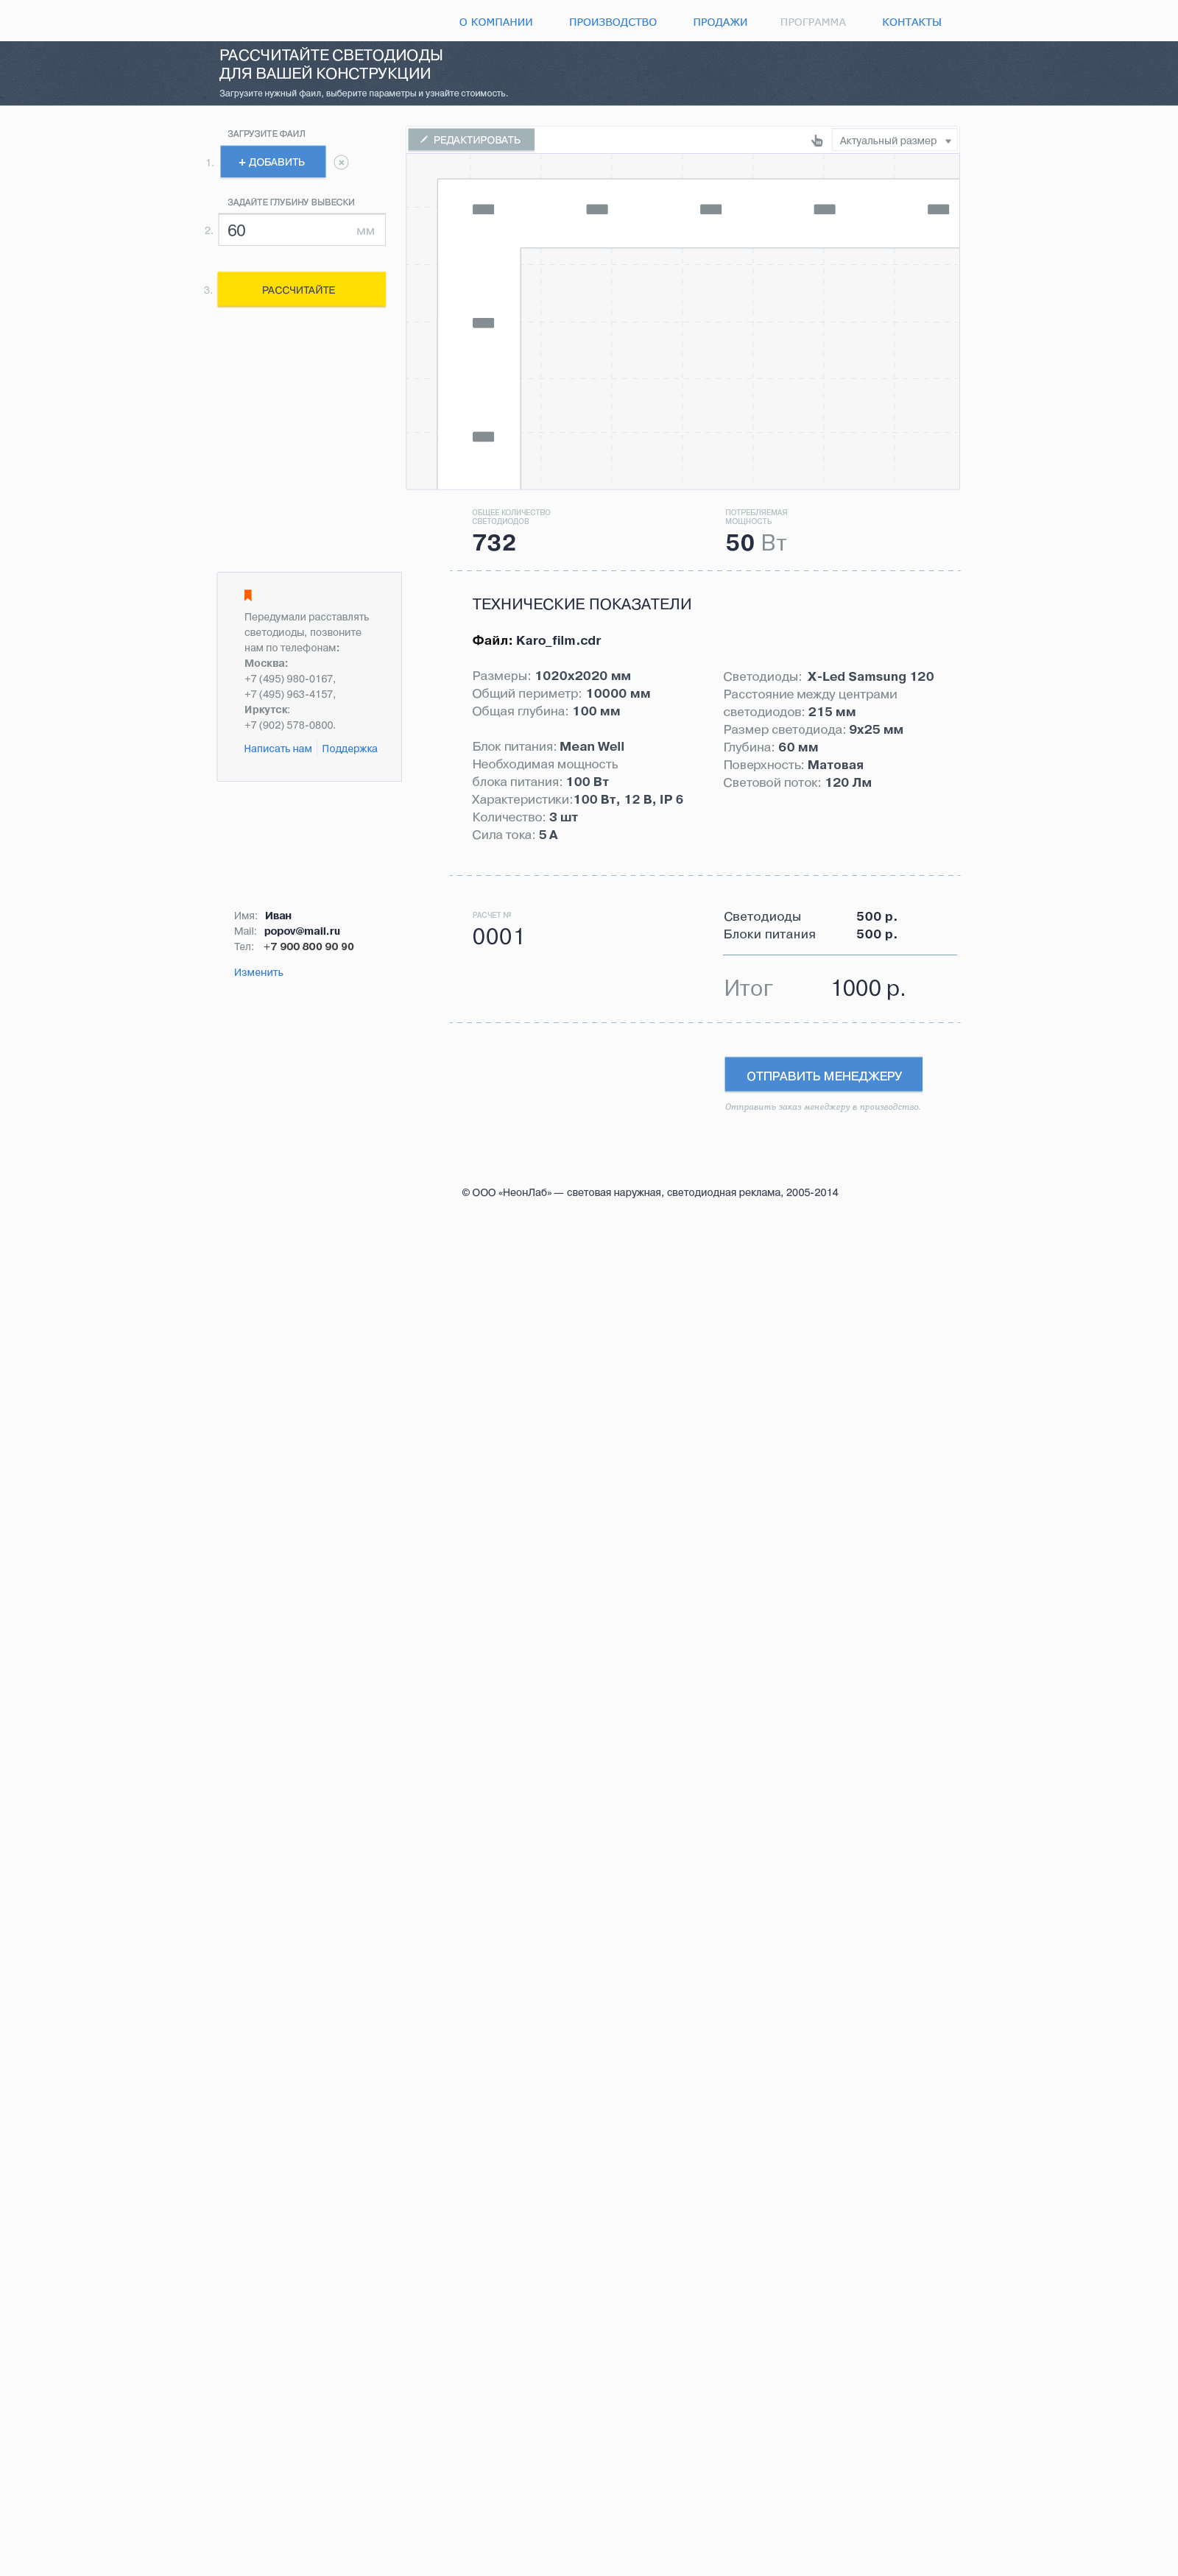 О КОМПАНИИ ПРОИЗВОДСТВО ПРОДАЖИ ПРОГРАММА КОНТАКТЫ
РАССЧИТАЙТЕ СВЕТОДИОДЫ
ДЛЯ ВАШЕЙ КОНСТРУКЦИИ
Загрузите нужный фаил, выберите параметры и узнайте стоимость.
ЗАГРУЗИТЕ ФАИЛ
1. + ДОБАВИТЬ
ЗАДАЙТЕ ГЛУБИНУ ВЫВЕСКИ
2. 60 мм
3. РАССЧИТАЙТЕ
РЕДАКТИРОВАТЬ
Актуальный размер
ОБЩЕЕ КОЛИЧЕСТВО
СВЕТОДИОДОВ
732
ПОТРЕБЛЯЕМАЯ
МОЩНОСТЬ
50 Вт
Передумали расставлять
светодиоды, позвоните
нам по телефонам:
Москва:
+7 (495) 980-0167,
+7 (495) 963-4157,
Иркутск:
+7 (902) 578-0800.
Написать нам Поддержка
ТЕХНИЧЕСКИЕ ПОКАЗАТЕЛИ
Файл: Karo_film.cdr
Размеры: 1020x2020 мм
Общий периметр: 10000 мм
Общая глубина: 100 мм
Блок питания: Mean Well
Необходимая мощность
блока питания: 100 Вт
Характеристики:100 Вт, 12 В, IP 6
Количество: 3 шт
Сила тока: 5 А
Светодиоды: X-Led Samsung 120
Расстояние между центрами
светодиодов: 215 мм
Размер светодиода: 9x25 мм
Глубина: 60 мм
Поверхность: Матовая
Световой поток: 120 Лм
Имя: Иван
Mail: popov@mail.ru
Тел: +7 900 800 90 90
Изменить
РАСЧЕТ №
0001
Светодиоды 500 р.
Блоки питания 500 р.
Итог 1000 р.
ОТПРАВИТЬ МЕНЕДЖЕРУ
Отправить заказ менеджеру в производство.
© ООО «НеонЛаб» — световая наружная, светодиодная реклама, 2005-2014